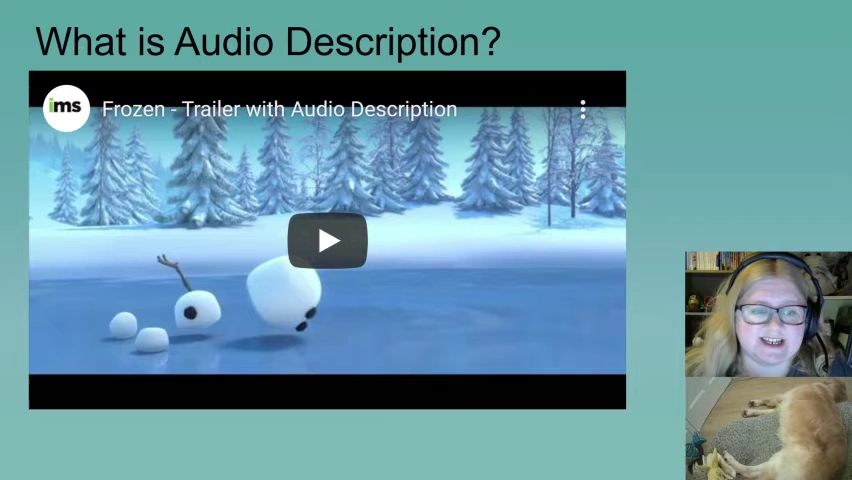 What is Audio Description?
ims
Frozen - Trailer with Audio Description